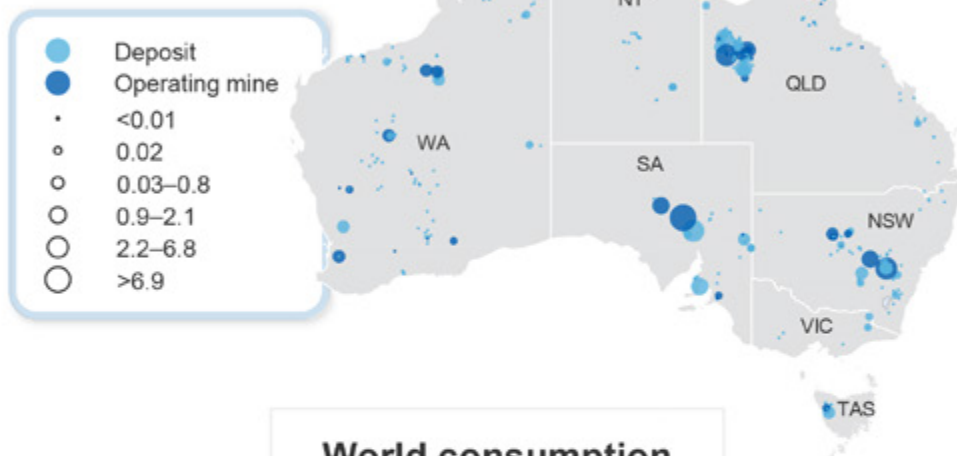 NT
Deposit
Operating mine
<0.01
0.02
0.03–0.8
0.9–2.1
2.2–6.8
>6.9
QLD
WA
SA
NSW
VIC
TAS
World consumption